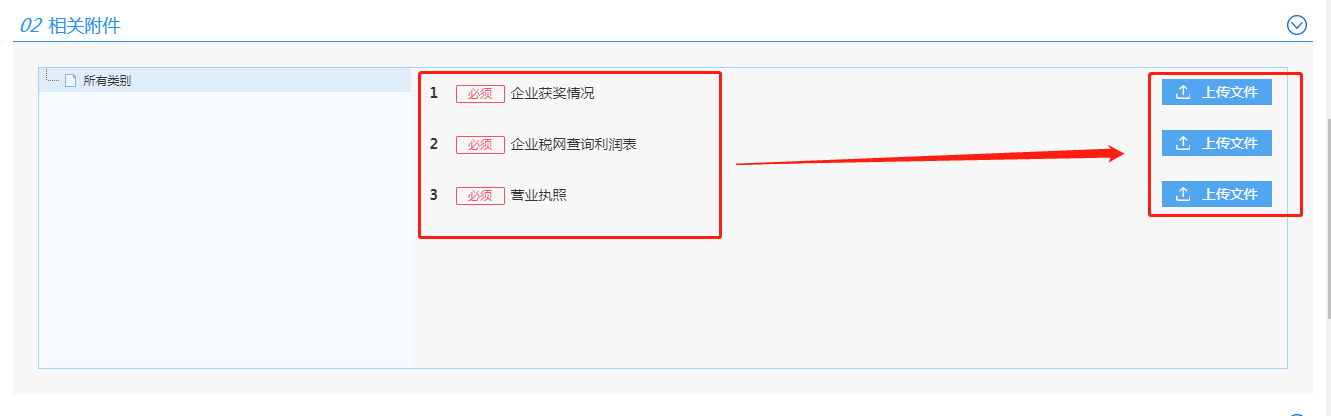 02 相关附件
所有类别
1 必须 企业获奖情况 上传文件
2 必须 企业税网查询利润表 上传文件
3 必须 营业执照 上传文件